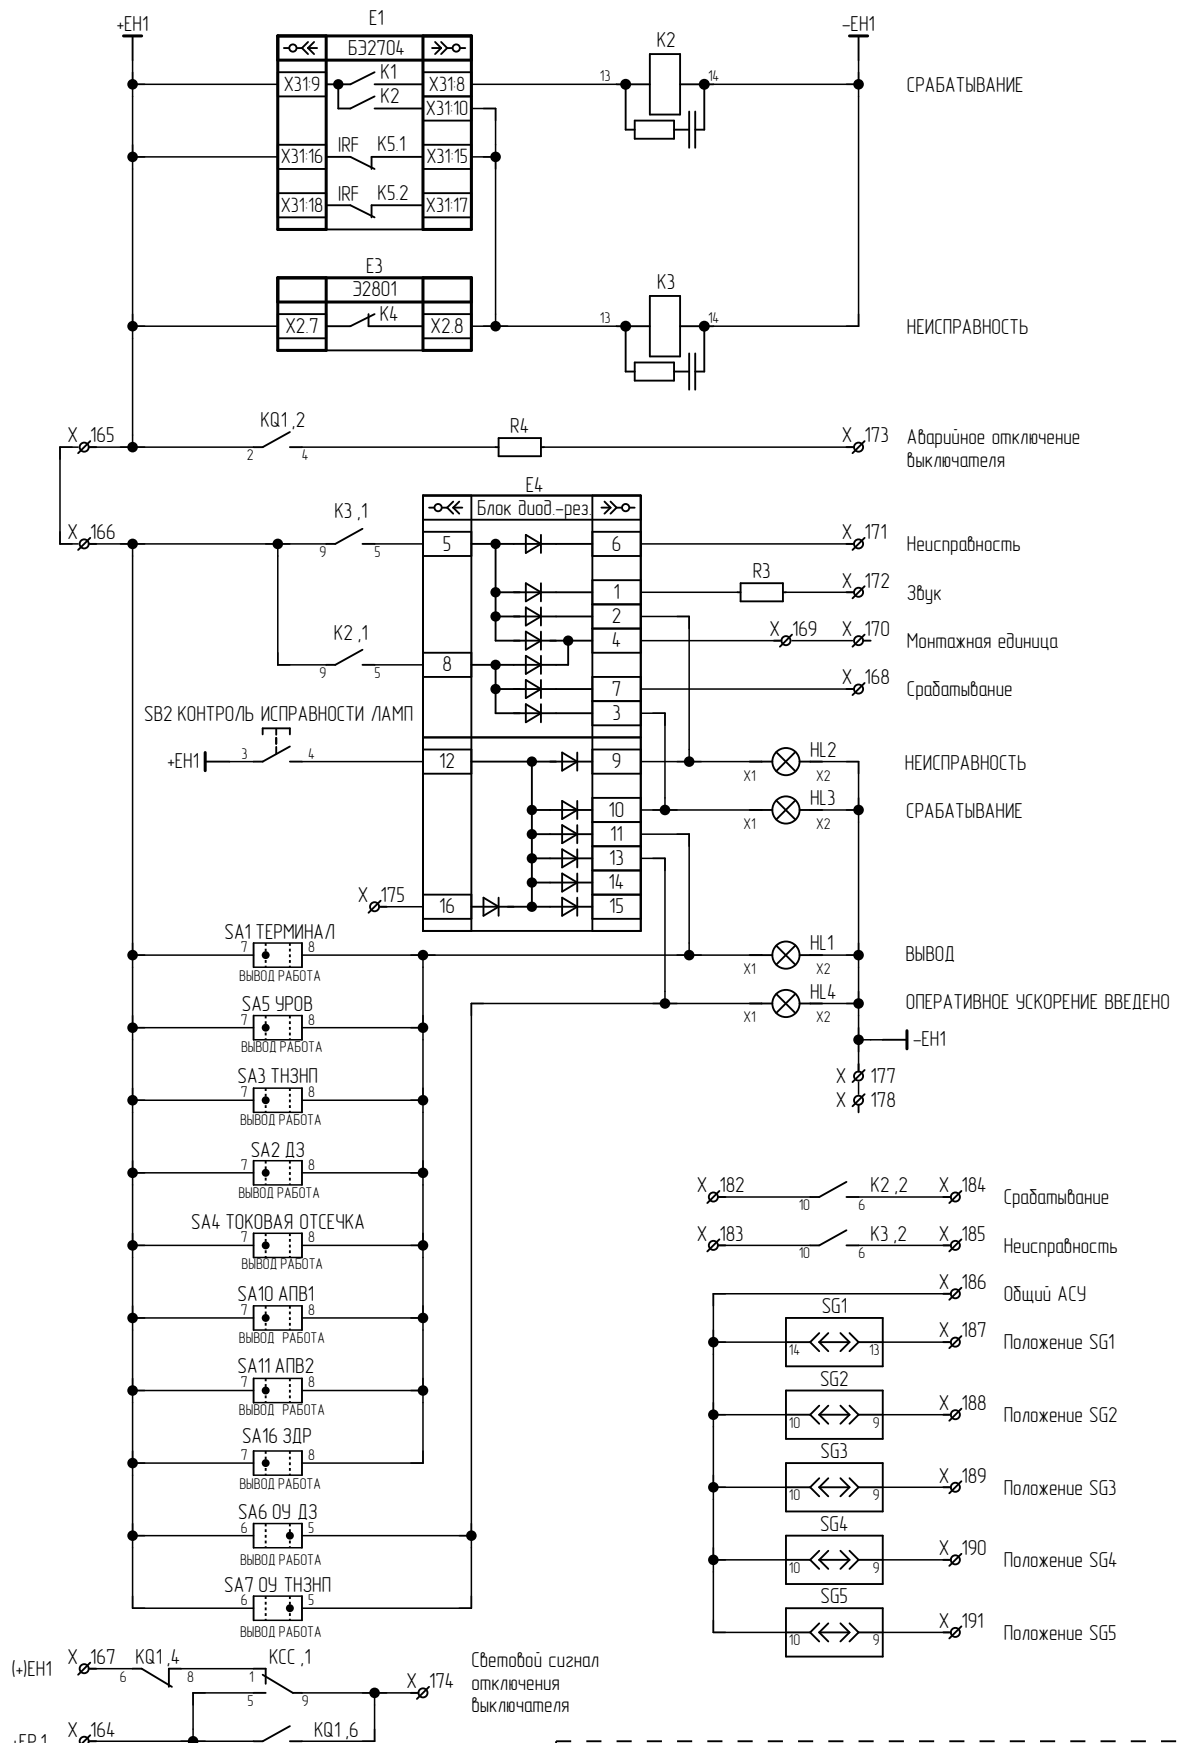 +EH1
E1
–EH1
БЭ2704
K2
X31:9 K1 X31:8
13 14
СРАБАТЫВАНИЕ
K2 X31:10
X31:16 IRF K5.1 X31:15
X31:18 IRF K5.2 X31:17
E3
Э2801
K3
X2.7 K4 X2.8
13 14
НЕИСПРАВНОСТЬ
X 165
KQ1 ,2
2 4
R4
X 173
Аварийное отключение
выключателя
E4
Блок диод.-рез.
X 166
K3 ,1
9 5
5 6
X 171
Неисправность
1
R3
X 172
Звук
2
K2 ,1
9 5
4
X 169
X 170
Монтажная единица
8
7
X 168
Срабатывание
3
SB2 КОНТРОЛЬ ИСПРАВНОСТИ ЛАМП
+EH1
3 4
12 9
X1 HL2 X2
НЕИСПРАВНОСТЬ
10
X1 HL3 X2
СРАБАТЫВАНИЕ
11
13
14
X 175
16 15
SA1 ТЕРМИНАЛ
7 8
ВЫВОД РАБОТА
X1 HL1 X2
ВЫВОД
SA5 УРОВ
7 8
ВЫВОД РАБОТА
X1 HL4 X2
ОПЕРАТИВНОЕ УСКОРЕНИЕ ВВЕДЕНО
–EH1
X 177
X 178
SA3 ТНЗНП
7 8
ВЫВОД РАБОТА
SA2 ДЗ
7 8
ВЫВОД РАБОТА
X 182
10 K2 ,2 6
X 184
Срабатывание
SA4 ТОКОВАЯ ОТСЕЧКА
7 8
ВЫВОД РАБОТА
X 183
10 K3 ,2 6
X 185
Неисправность
SA10 АПВ1
7 8
ВЫВОД РАБОТА
X 186
Общий АСУ
SG1
14 13
X 187
Положение SG1
SA11 АПВ2
7 8
ВЫВОД РАБОТА
SG2
10 9
X 188
Положение SG2
SA16 ЗДР
7 8
ВЫВОД РАБОТА
SG3
10 9
X 189
Положение SG3
SA6 ОУ ДЗ
6 5
ВЫВОД РАБОТА
SG4
10 9
X 190
Положение SG4
SA7 ОУ ТНЗНП
6 5
ВЫВОД РАБОТА
SG5
10 9
X 191
Положение SG5
(+)EH1
X 167
KQ1 ,4
6 8
KCC ,1
1
5 9
X 174
Световой сигнал
отключения
выключателя
X 164
KQ1 ,6